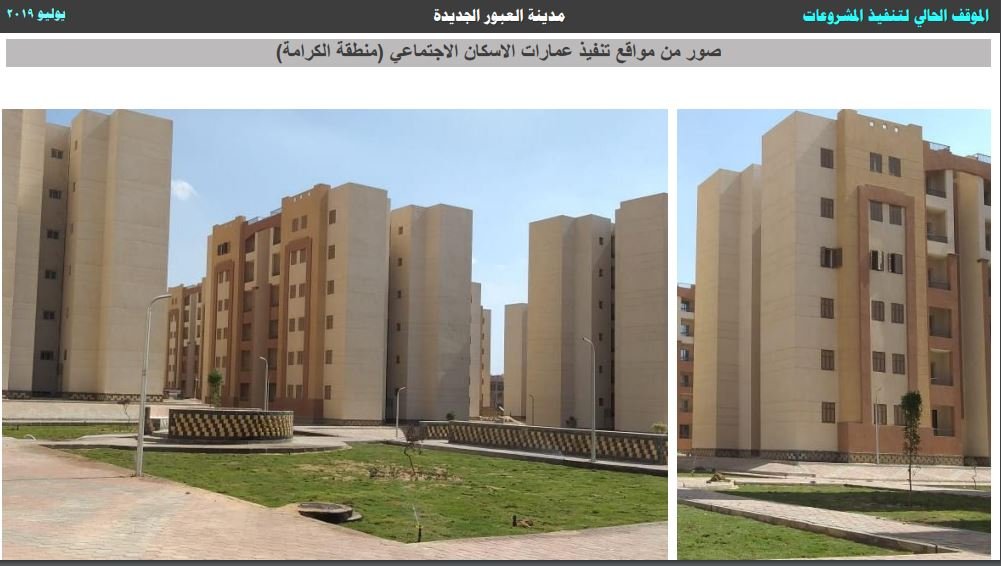 الموقف الحالي لتنفيذ المشروعات
مدينة العبور الجديدة
يوليو ٢٠١٩
صور من مواقع تنفيذ عمارات الاسكان الاجتماعي (منطقة الكرامة)